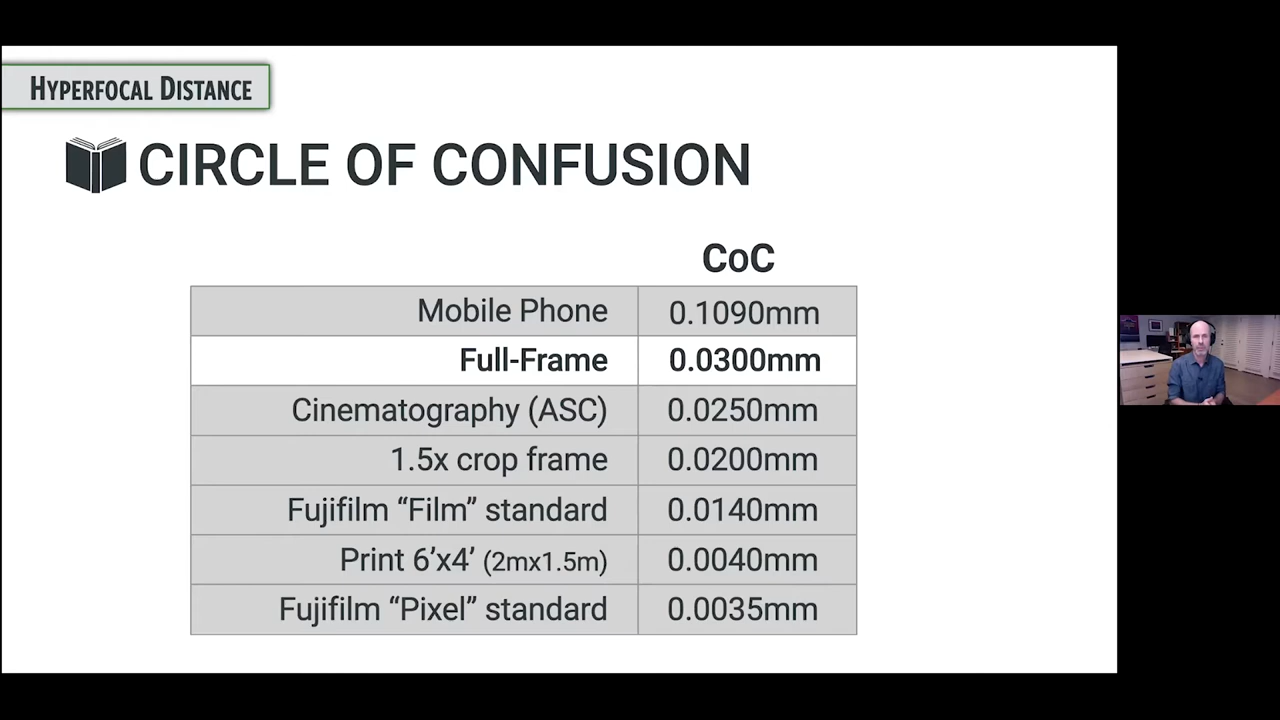 HYPERFOCAL DISTANCE
CIRCLE OF CONFUSION
CoC
Mobile Phone 0.1090mm
Full-Frame 0.0300mm
Cinematography (ASC) 0.0250mm
1.5x crop frame 0.0200mm
Fujifilm “Film” standard 0.0140mm
Print 6’x4’ (2mx1.5m) 0.0040mm
Fujifilm “Pixel” standard 0.0035mm